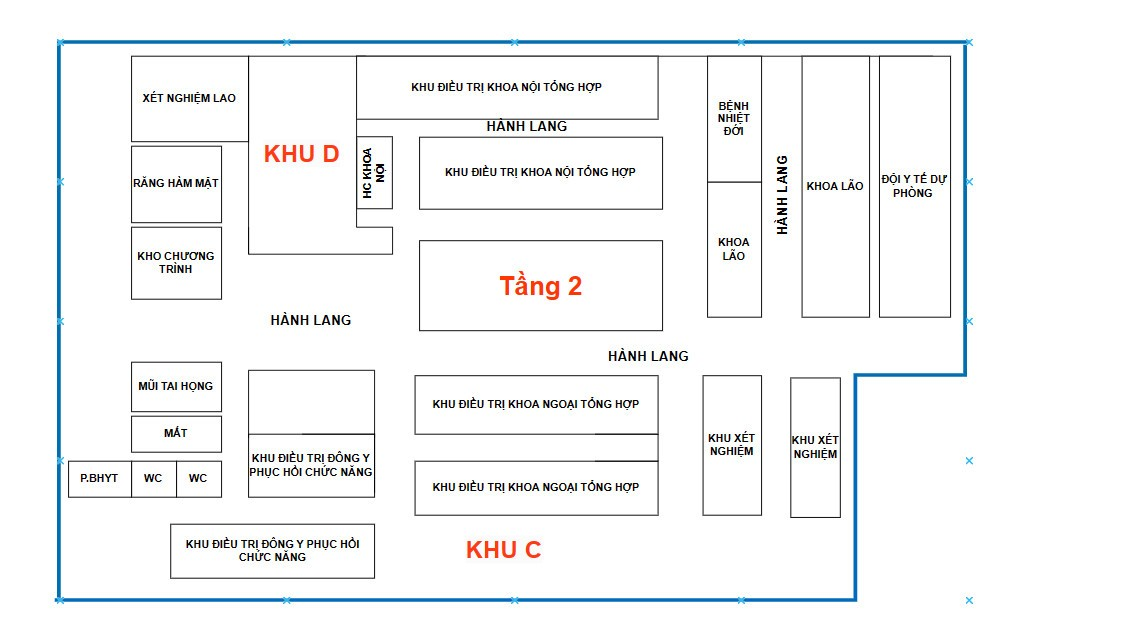 XÉT NGHIỆM LAO
KHU ĐIỀU TRỊ KHOA NỘI TỔNG HỢP
HÀNH LANG
KHU D
HC KHOA
NỘI
KHU ĐIỀU TRỊ KHOA NỘI TỔNG HỢP
BỆNH
NHIỆT
ĐỚI
HÀNH LANG
KHOA LÃO
ĐỘI Y TẾ DỰ
PHÒNG
RĂNG HÀM MẶT
KHO CHƯƠNG
TRÌNH
KHOA
LÃO
Tầng 2
HÀNH LANG
HÀNH LANG
MŨI TAI HỌNG
MẮT
P.BHYT
WC
WC
KHU ĐIỀU TRỊ ĐÔNG Y
PHỤC HỒI CHỨC NĂNG
KHU ĐIỀU TRỊ KHOA NGOẠI TỔNG HỢP
KHU ĐIỀU TRỊ KHOA NGOẠI TỔNG HỢP
KHU XÉT
NGHIỆM
KHU XÉT
NGHIỆM
KHU ĐIỀU TRỊ ĐÔNG Y PHỤC HỒI
CHỨC NĂNG
KHU C